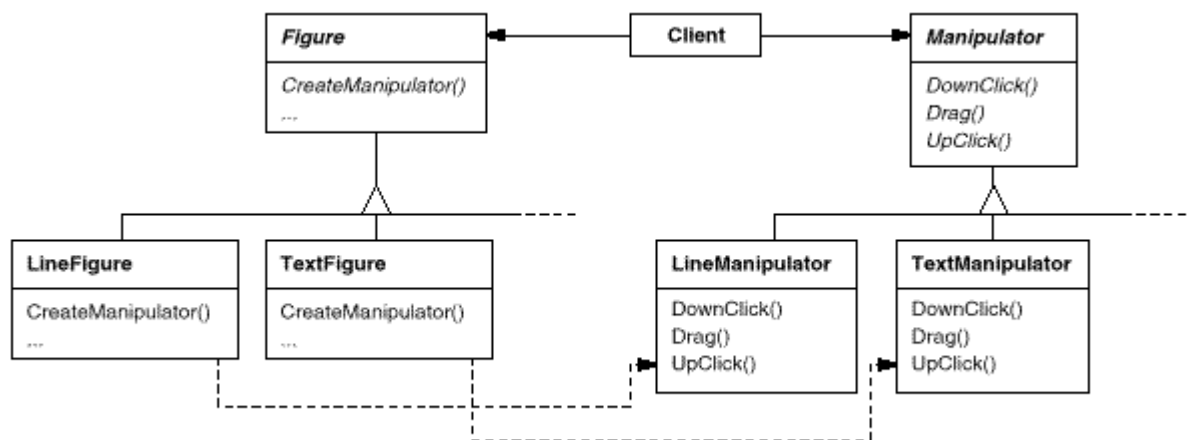 Figure
CreateManipulator()
...
Client
Manipulator
DownClick()
Drag()
UpClick()
LineFigure
CreateManipulator()
...
TextFigure
CreateManipulator()
...
LineManipulator
DownClick()
Drag()
UpClick()
TextManipulator
DownClick()
Drag()
UpClick()